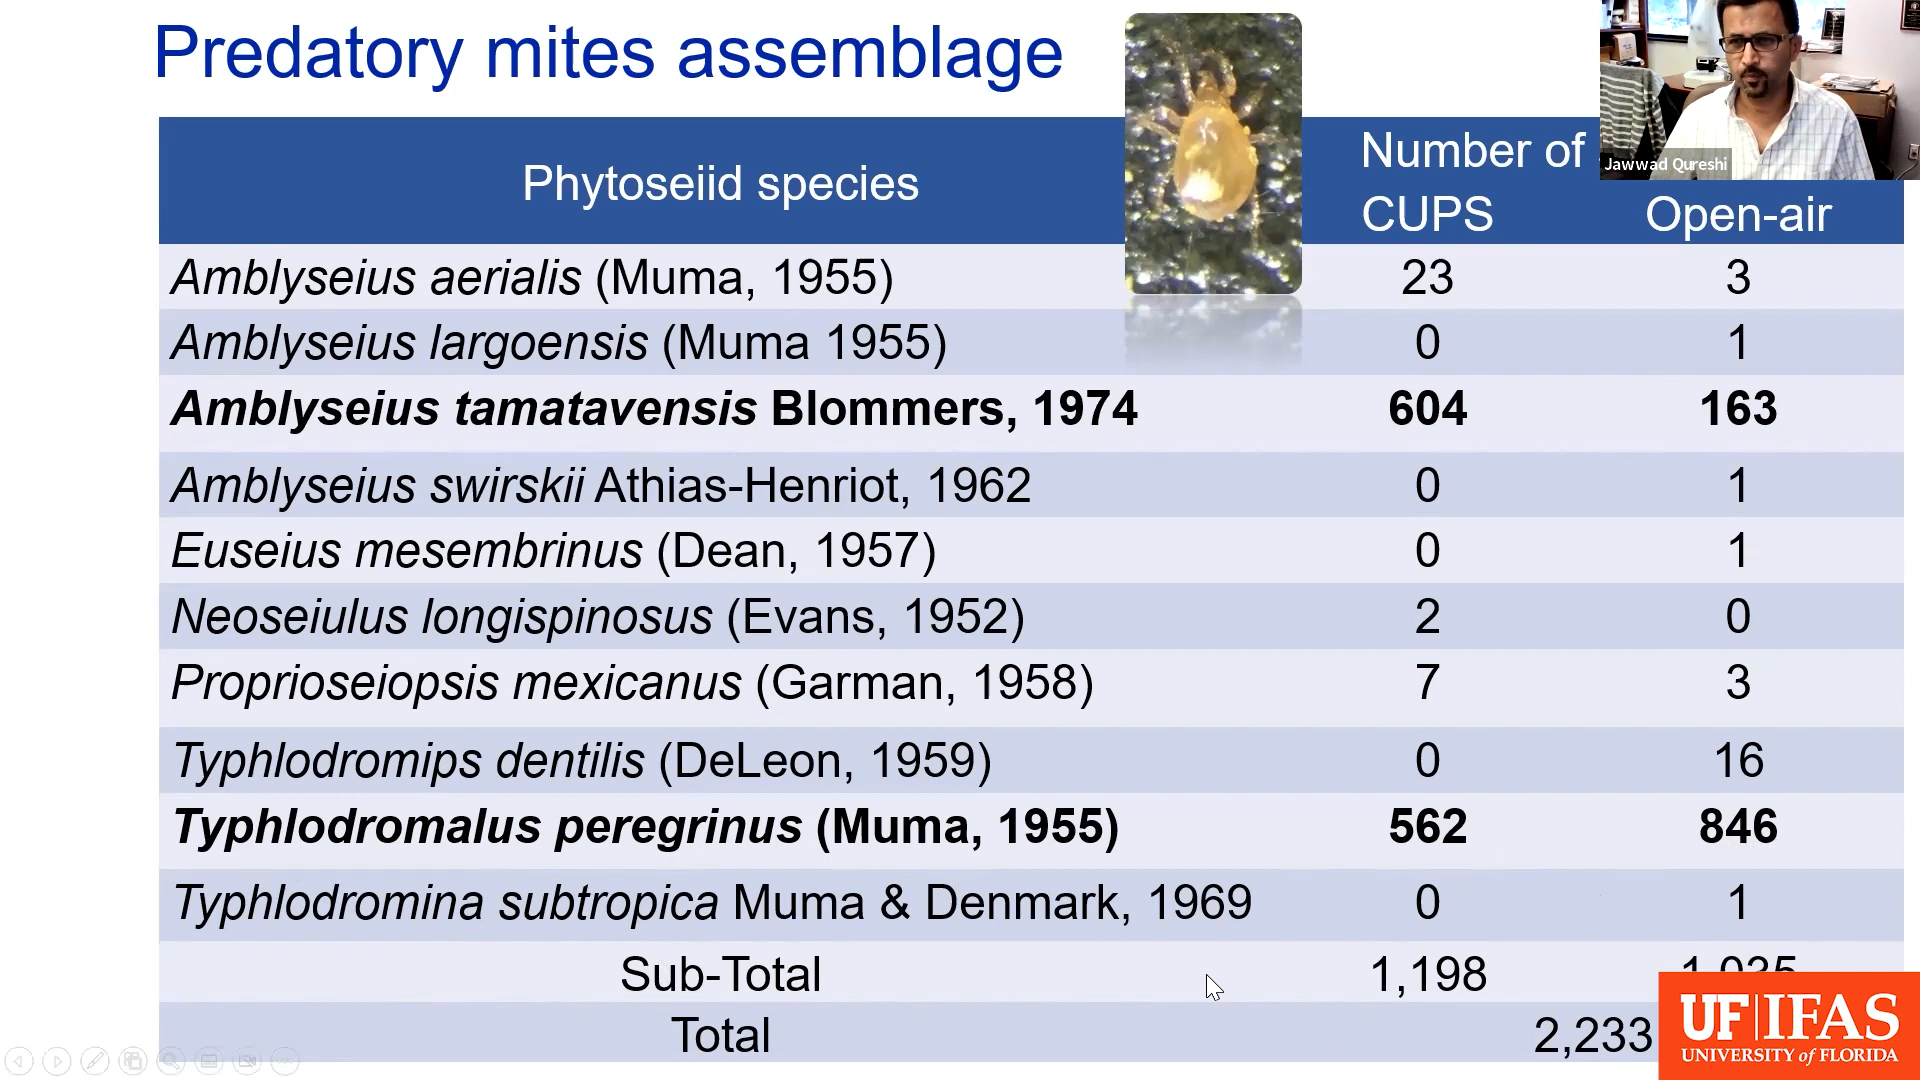 Predatory mites assemblage
Jawwad Qureshi
Phytoseiid species
Number of
CUPS
Open-air
Amblyseius aerialis (Muma, 1955) 23 3
Amblyseius largoensis (Muma 1955) 0 1
Amblyseius tamatavensis Blommers, 1974 604 163
Amblyseius swirskii Athias-Henriot, 1962 0 1
Euseius mesembrinus (Dean, 1957) 0 1
Neoseiulus longispinosus (Evans, 1952) 2 0
Proprioseiopsis mexicanus (Garman, 1958) 7 3
Typhlodromips dentilis (DeLeon, 1959) 0 16
Typhlodromalus peregrinus (Muma, 1955) 562 846
Typhlodromina subtropica Muma & Denmark, 1969 0 1
Sub-Total 1,198 1,035
Total 2,233
UF|IFAS
UNIVERSITY of FLORIDA